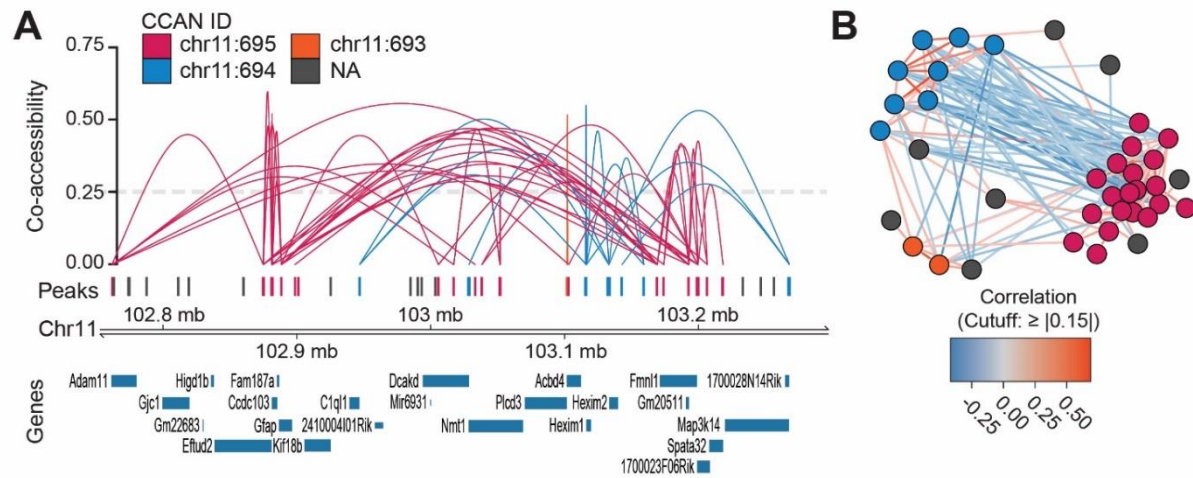 A
CCAN ID
chr11:695
chr11:693
chr11:694
NA
Co-accessibility
0.75
0.50
0.25
0.00
Peaks
102.8 mb
103 mb
103.2 mb
Chr11
102.9 mb
103.1 mb
Genes
Adam11
Higd1b
Fam187a
Dcakd
Acbd4
Fmnl1
1700028N14Rik
Gjc1
Ccdc103
C1ql1
Mir6931
Plcd3
Hexim2
Gm20511
Gm22683
Gfap
2410004I01Rik
Nmt1
Hexim1
Map3k14
Eftud2
Kif18b
Spata32
1700023F06Rik
B
Correlation
(Cutuff: ≥ |0.15|)
-0.25
0.00
0.25
0.50